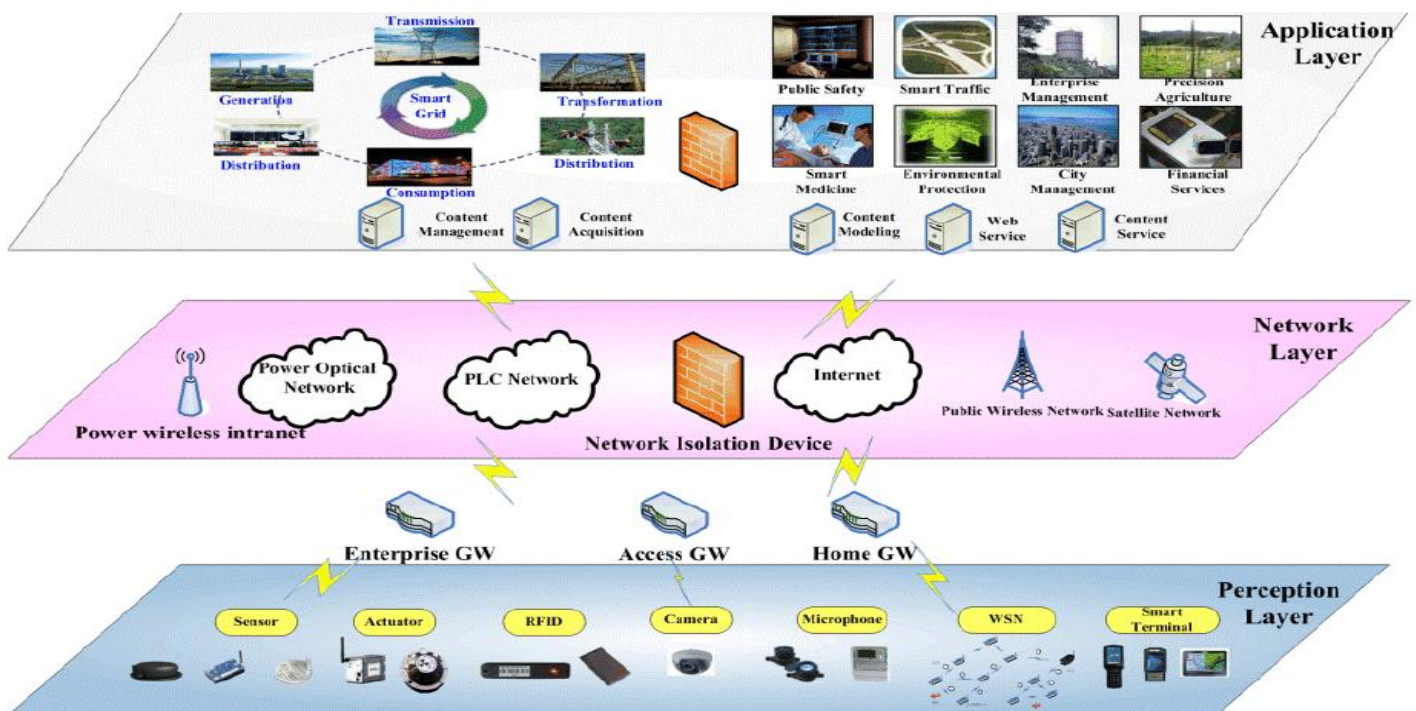 Application
Layer
Transmission
Generation
Smart
Grid
Transformation
Distribution
Distribution
Consumption
Public Safety
Smart Traffic
Enterprise
Management
Precision
Agriculture
Smart
Medicine
Environmental
Protection
City
Management
Financial
Services
Content
Management
Content
Acquisition
Content
Modeling
Web
Service
Content
Service
Network
Layer
Power Optical
Network
PLC Network
Internet
Power wireless intranet
Network Isolation Device
Public Wireless Network
Satellite Network
Enterprise GW
Access GW
Home GW
Perception
Layer
Sensor
Actuator
RFID
Camera
Microphone
WSN
Smart
Terminal